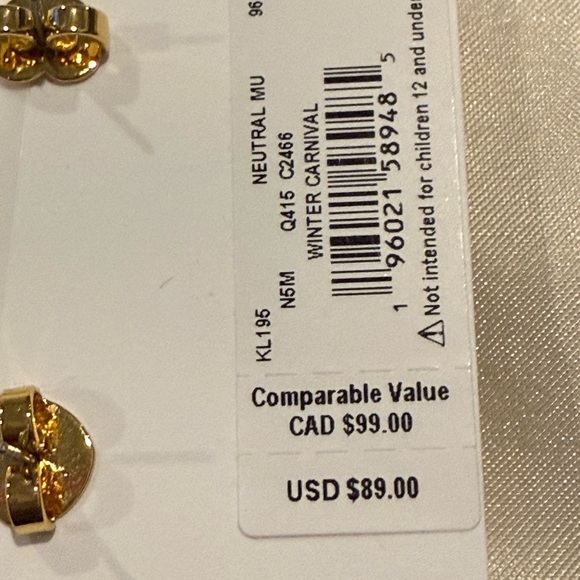 KL195 NEUTRAL MU 96
N5M Q415 C2466
WINTER CARNIVAL
1 96021 58948 5
⚠Not intended for children 12 and under
Comparable Value
CAD $99.00
USD $89.00